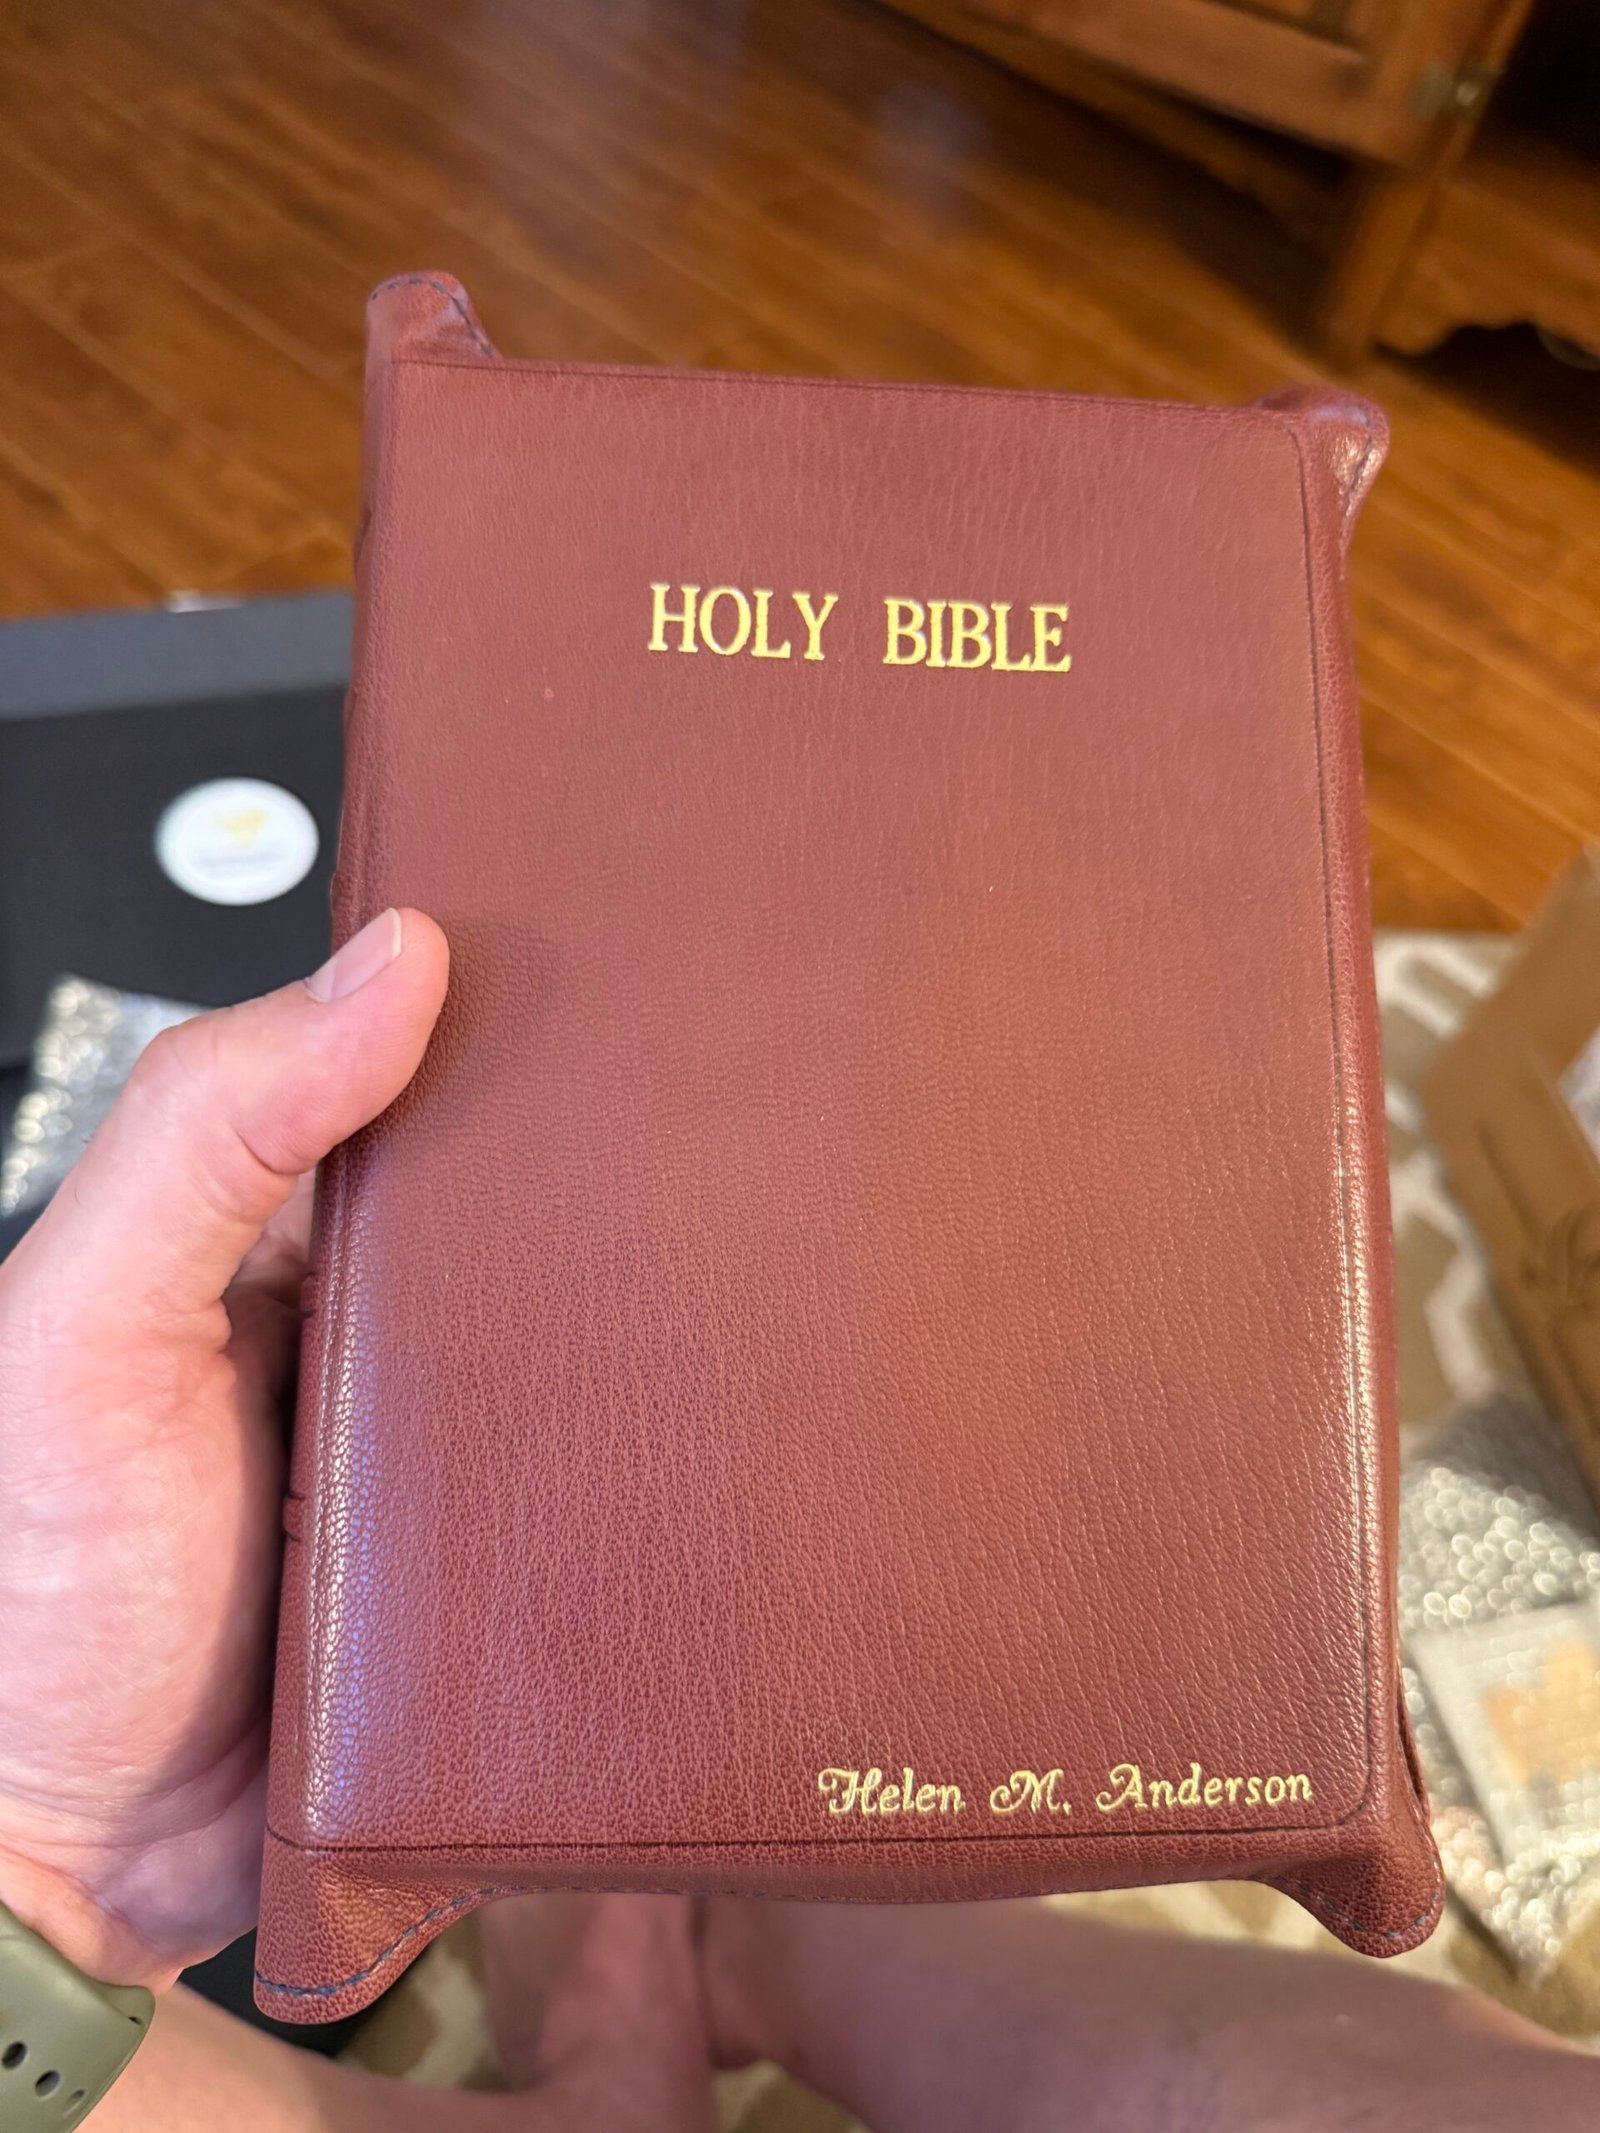 HOLY BIBLE
Helen M. Anderson